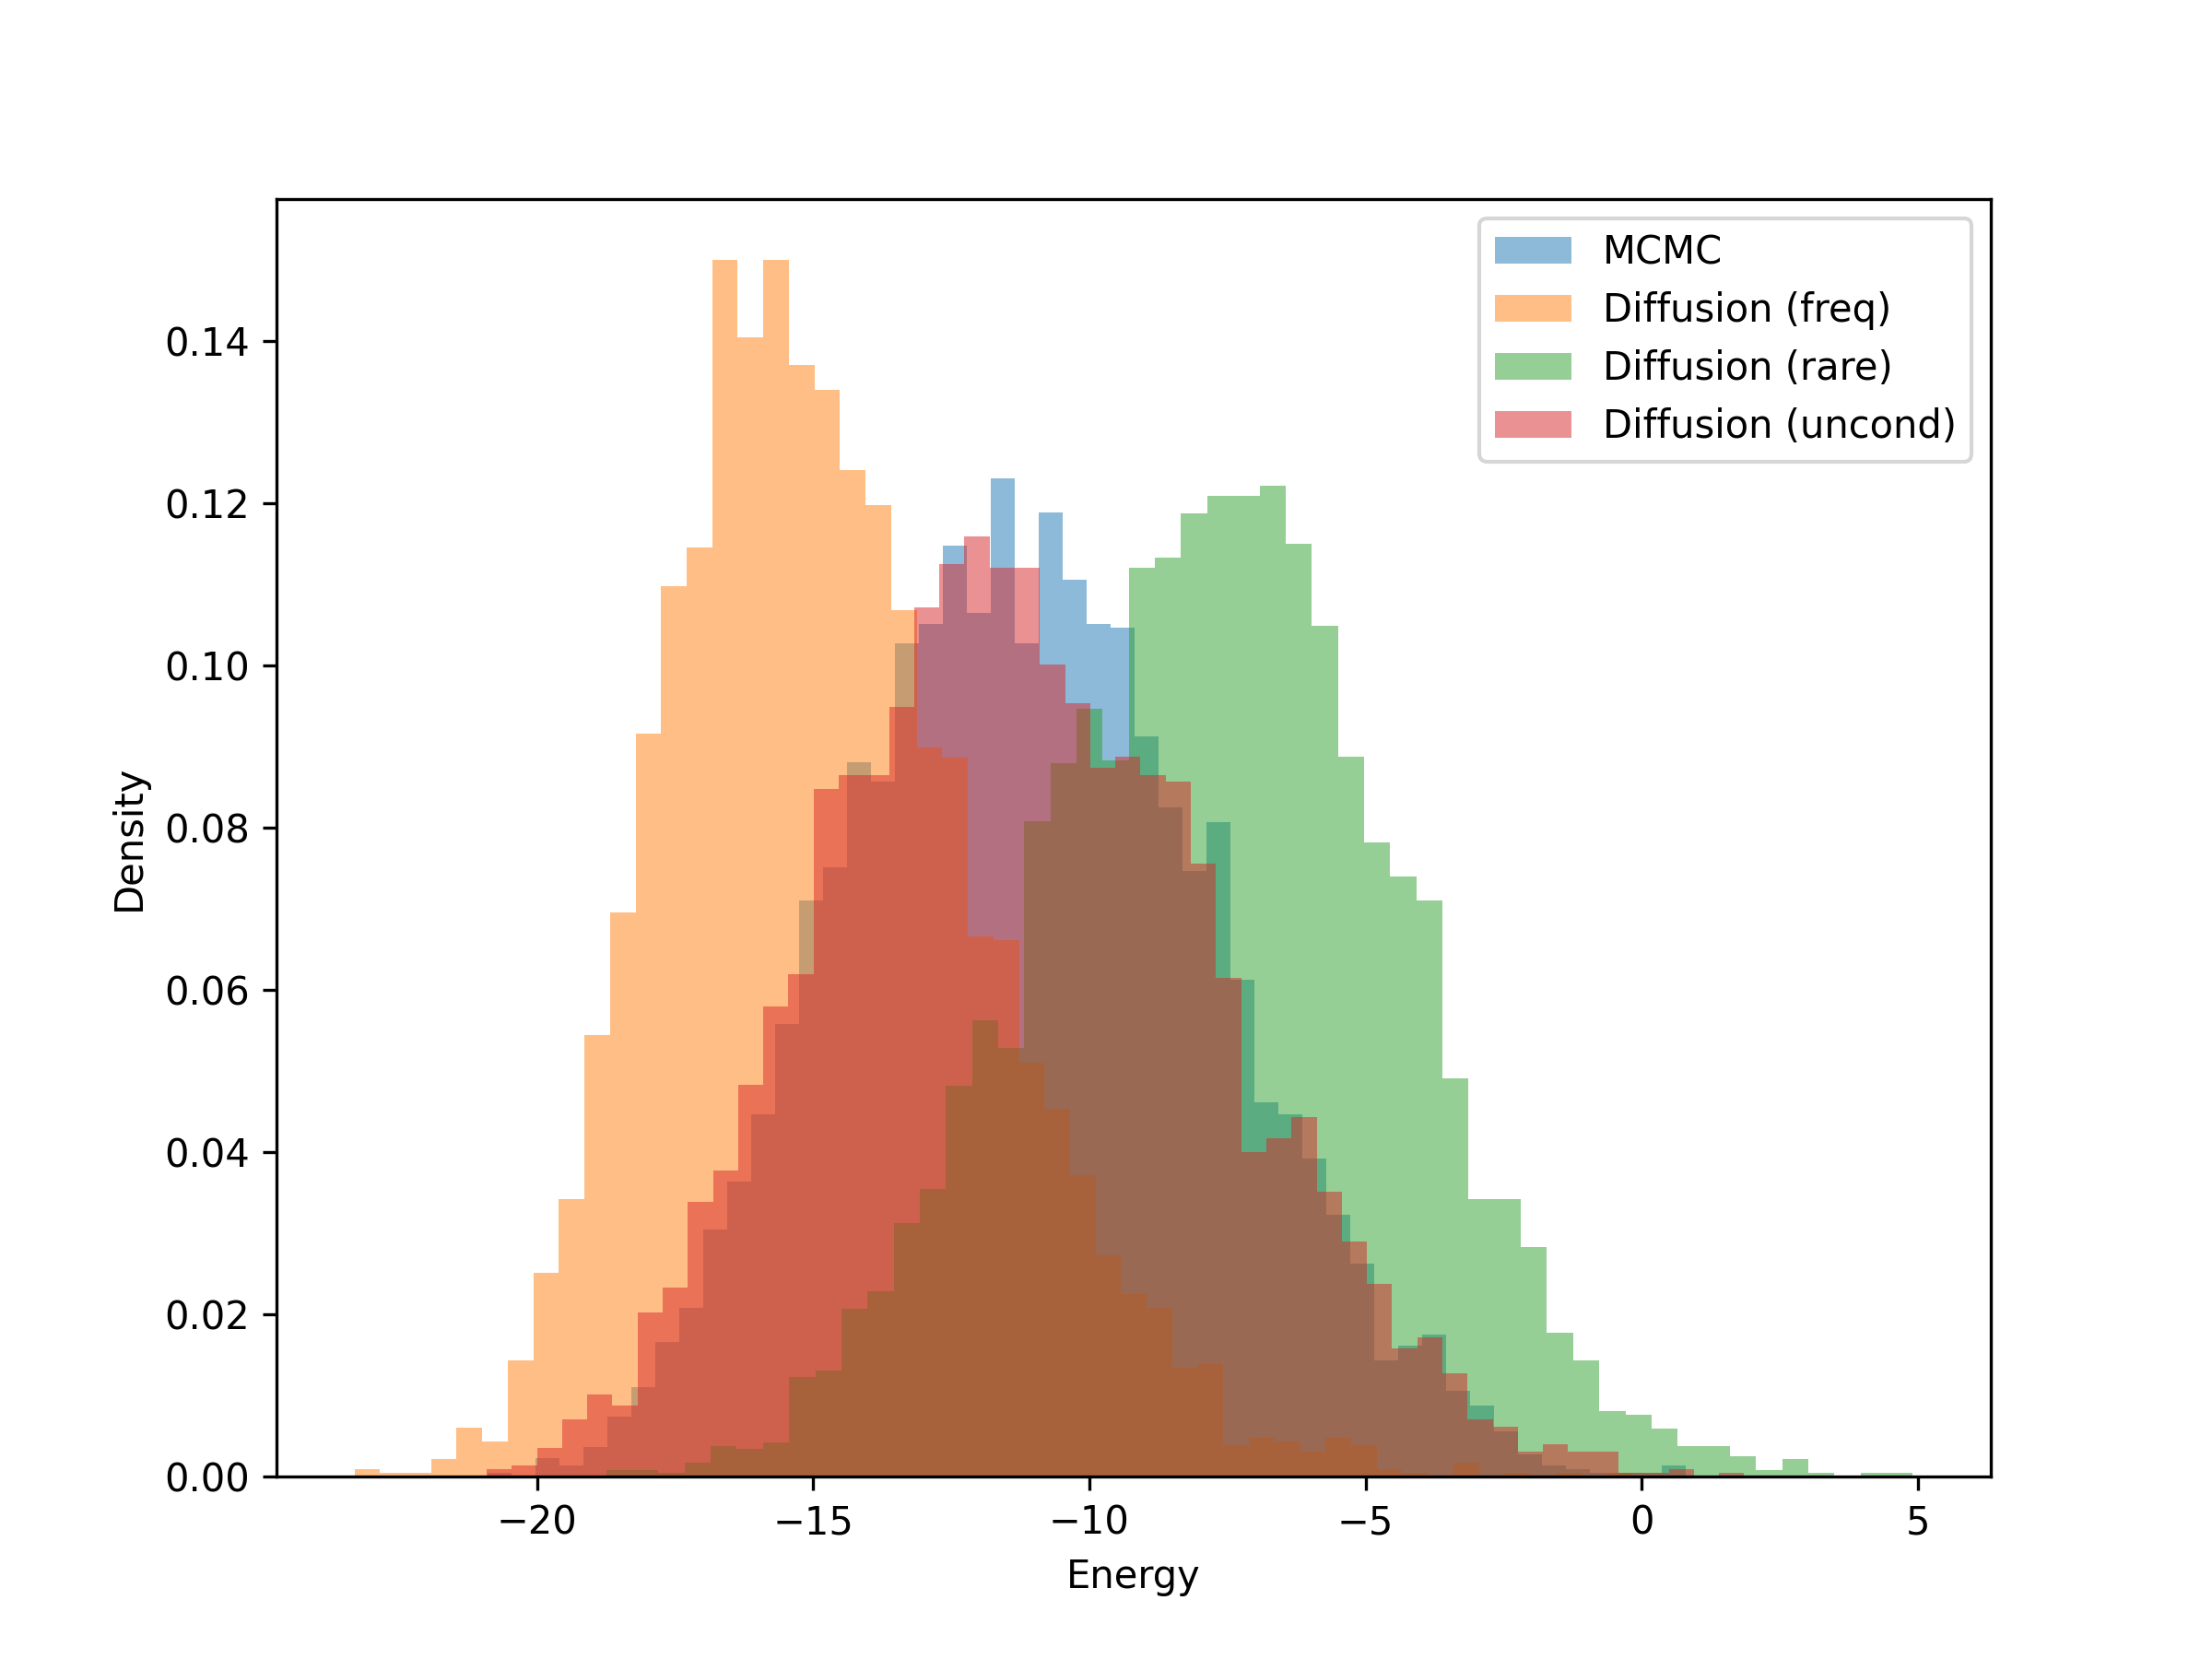 MCMC
Diffusion (freq)
Diffusion (rare)
Diffusion (uncond)
0.14
0.12
0.10
0.08
0.06
0.04
0.02
0.00
Density
−20 −15 −10 −5 0 5
Energy